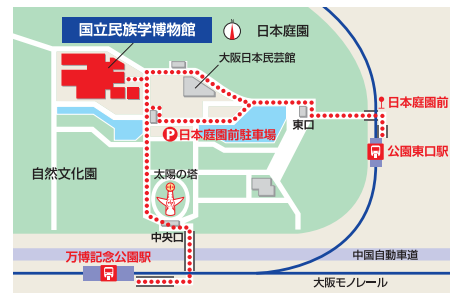 国立民族学博物館
N
日本庭園
大阪日本民芸館
日本庭園前
P日本庭園前駐車場
東口
公園東口駅
自然文化園
太陽の塔
中央口
万博記念公園駅
中国自動車道
大阪モノレール